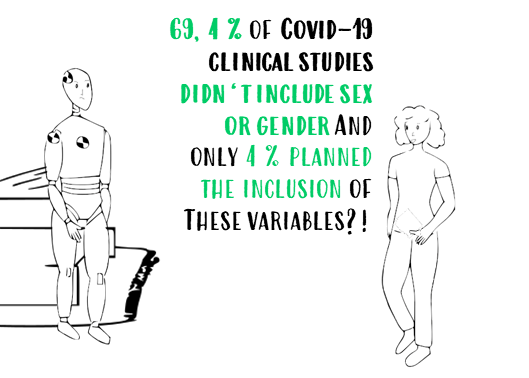 69, 4 % OF COVID-19
CLINICAL STUDIES
DIDN‘T INCLUDE SEX
OR GENDER AND
ONLY 4 % PLANNED
THE INCLUSION OF
THESE VARIABLES?!